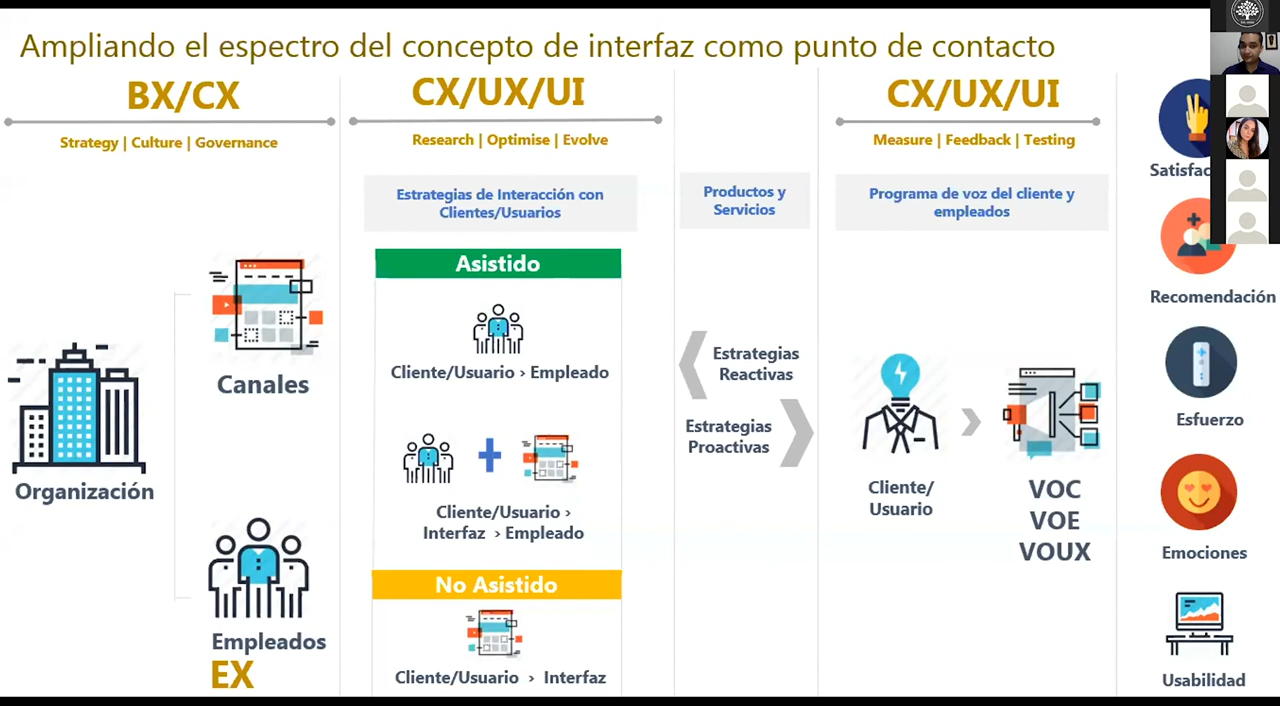 Ampliando el espectro del concepto de interfaz como punto de contacto
BX/CX
Strategy | Culture | Governance
Canales
Organización
Empleados
EX
CX/UX/UI
Research | Optimise | Evolve
Estrategias de Interacción con
Clientes/Usuarios
Asistido
Cliente/Usuario › Empleado
Cliente/Usuario ›
Interfaz › Empleado
No Asistido
Cliente/Usuario › Interfaz
Productos y
Servicios
Estrategias
Reactivas
Estrategias
Proactivas
CX/UX/UI
Measure | Feedback | Testing
Programa de voz del cliente y
empleados
Cliente/
Usuario
VOC
VOE
VOUX
Satisfac
Recomendación
Esfuerzo
Emociones
Usabilidad